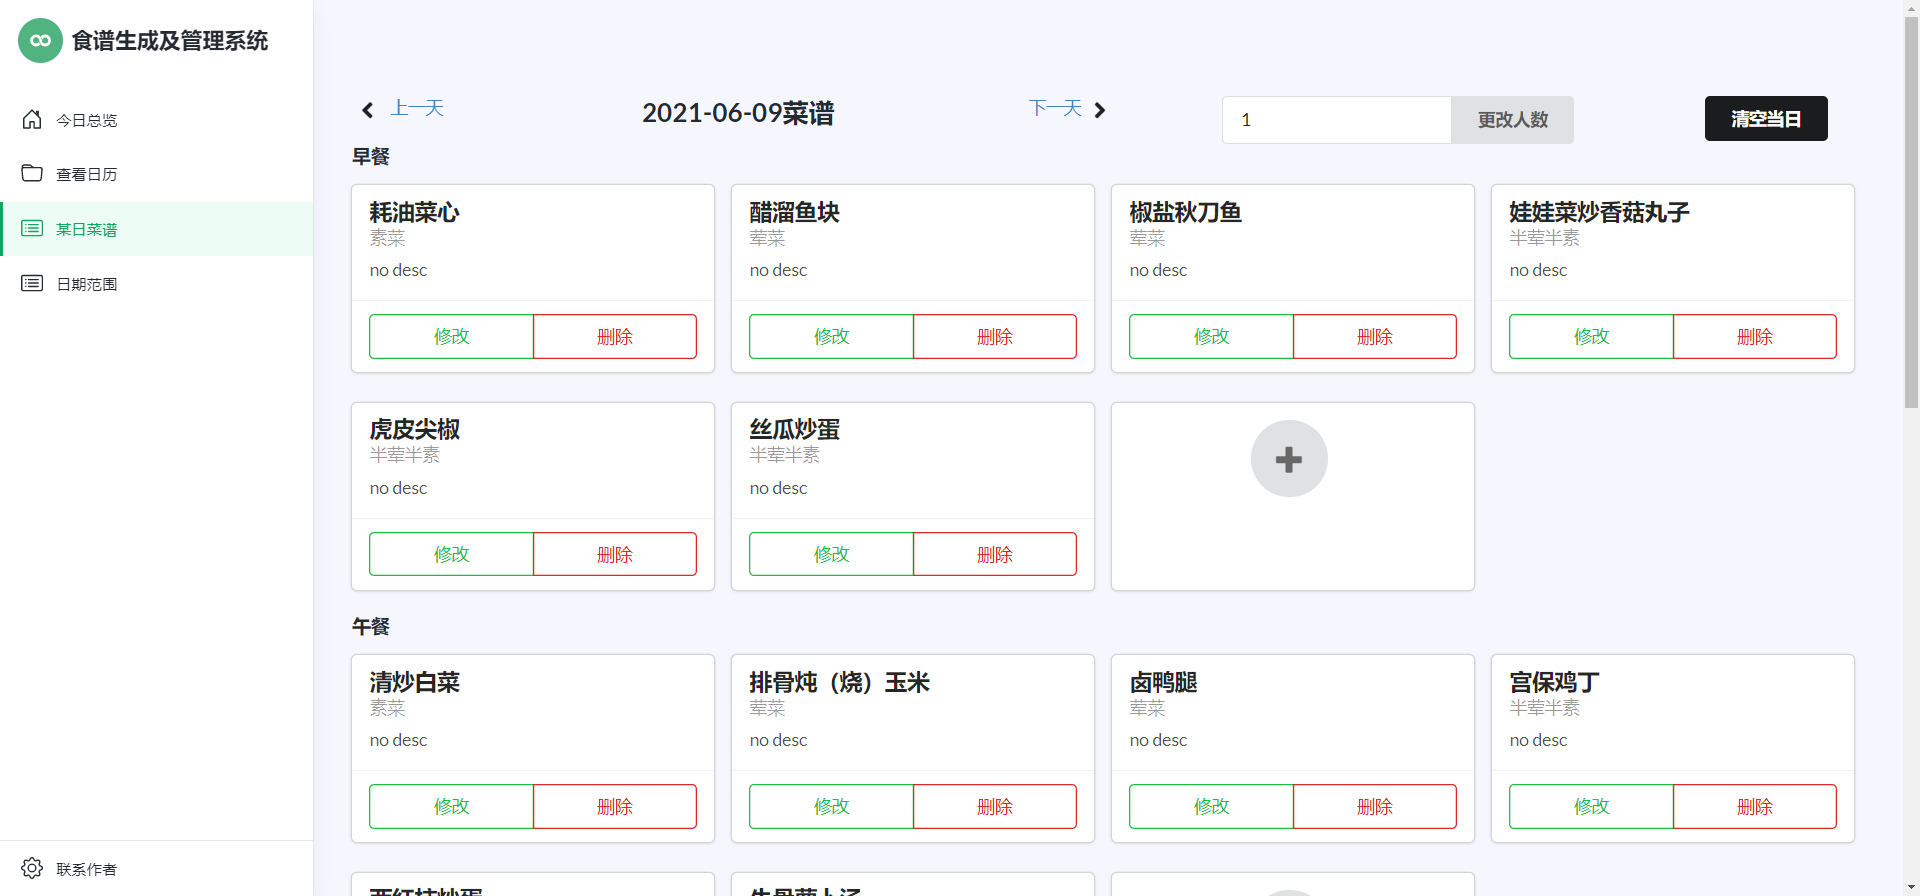 食谱生成及管理系统
今日总览
查看日历
某日菜谱
日期范围
联系作者
上一天
2021-06-09菜谱
下一天
1
更改人数
清空当日
早餐
耗油菜心
素菜
no desc
修改
删除
醋溜鱼块
荤菜
no desc
修改
删除
椒盐秋刀鱼
荤菜
no desc
修改
删除
娃娃菜炒香菇丸子
半荤半素
no desc
修改
删除
虎皮尖椒
半荤半素
no desc
修改
删除
丝瓜炒蛋
半荤半素
no desc
修改
删除
午餐
清炒白菜
素菜
no desc
修改
删除
排骨炖（烧）玉米
荤菜
no desc
修改
删除
卤鸭腿
荤菜
no desc
修改
删除
宫保鸡丁
半荤半素
no desc
修改
删除